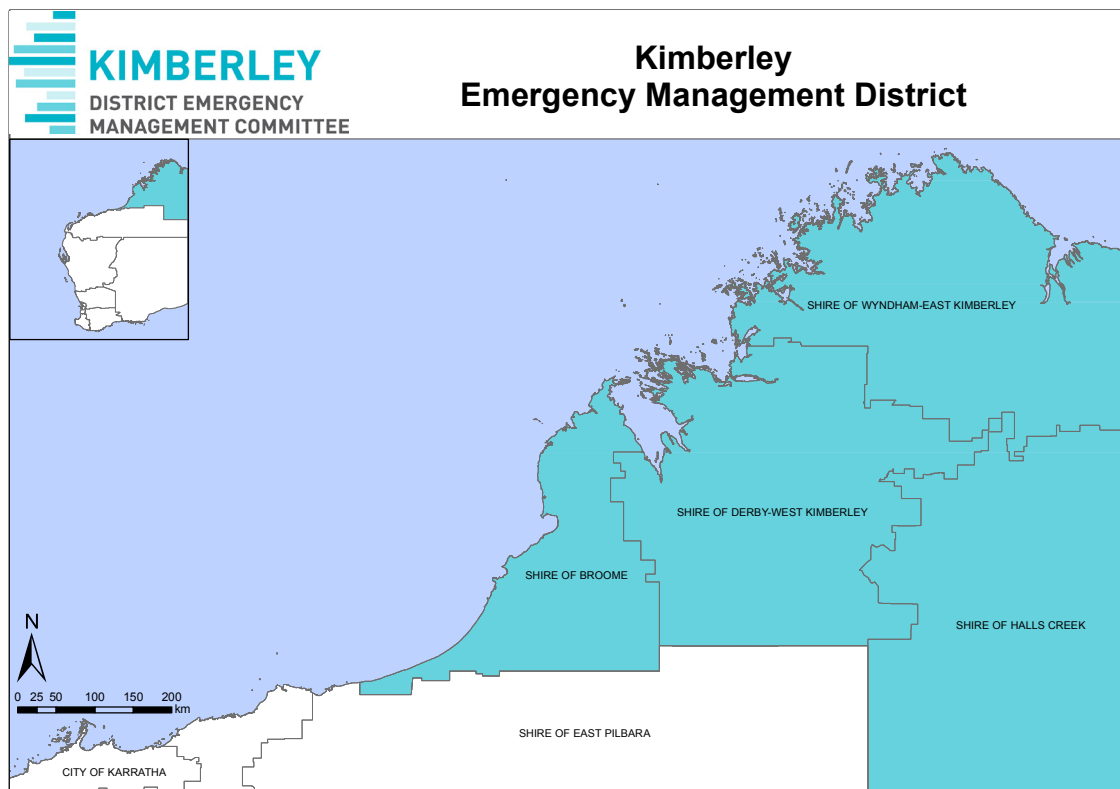 KIMBERLEY
DISTRICT EMERGENCY
MANAGEMENT COMMITTEE
Kimberley
Emergency Management District
SHIRE OF WYNDHAM-EAST KIMBERLEY
SHIRE OF DERBY-WEST KIMBERLEY
SHIRE OF BROOME
SHIRE OF HALLS CREEK
N
0 25 50 100 150 200
km
SHIRE OF EAST PILBARA
CITY OF KARRATHA